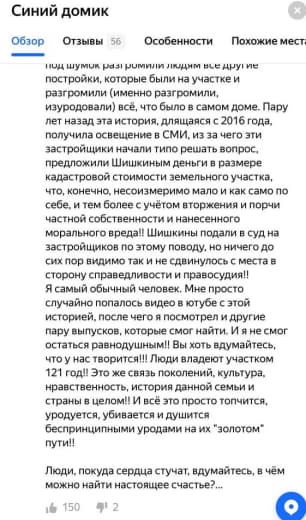 Синий домик
Обзор Отзывы 56 Особенности Похожие мест
под шумок разгромили людям все другие
постройки, которые были на участке и
разгромили (именно разгромили,
изуродовали) всё, что было в самом доме. Пару
лет назад эта история, длящаяся с 2016 года,
получила освещение в СМИ, из за чего эти
застройщики начали типо решать вопрос,
предложили Шишкиным деньги в размере
кадастровой стоимости земельного участка,
что, конечно, несоизмеримо мало и как само по
себе, и тем более с учётом вторжения и порчи
частной собственности и нанесенного
морального вреда!! Шишкины подали в суд на
застройщиков по этому поводу, но ничего до
сих пор видимо так и не сдвинулось с места в
сторону справедливости и правосудия!!
Я самый обычный человек. Мне просто
случайно попалось видео в ютубе с этой
историей, после чего я посмотрел и другие
пару выпусков, которые смог найти. И я не смог
остаться равнодушным!! Вы хоть вдумайтесь,
что у нас творится!!! Люди владеют участком
121 год!! Это же связь поколений, культура,
нравственность, история данной семьи и
страны в целом!! И всё это просто топчится,
уродуется, убивается и душится
беспринципными уродами на их "золотом"
пути!!
Люди, покуда сердца стучат, вдумайтесь, в чём
можно найти настоящее счастье?...
150 2